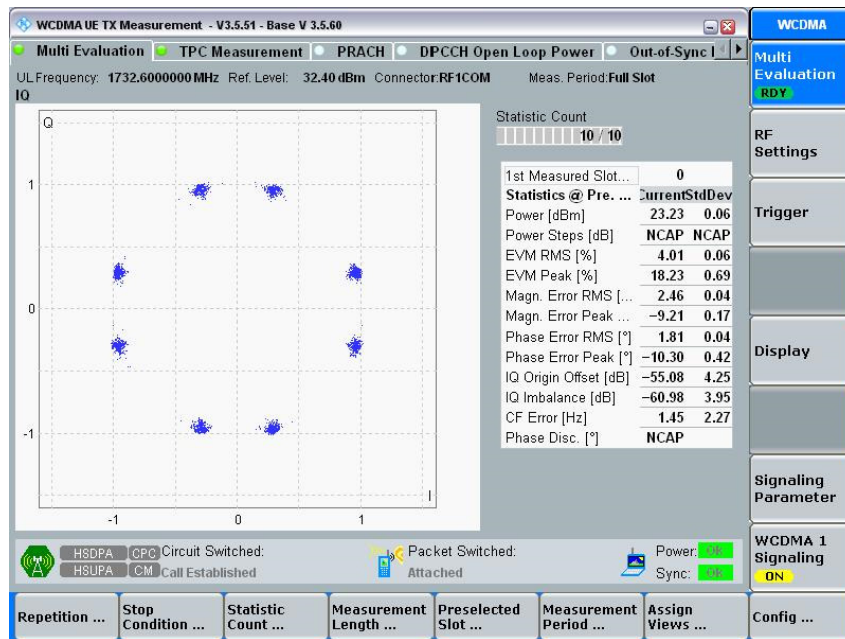 WCDMA UE TX Measurement - V3.5.51 - Base V 3.5.60
WCDMA
Multi Evaluation TPC Measurement PRACH DPCCH Open Loop Power Out-of-Sync
UL Frequency: 1732.6000000 MHz Ref. Level: 32.40 dBm Connector:RF1COM Meas. Period:Full Slot
IQ
Q
1
0
-1
-1 0 1
I
Statistic Count
10 / 10
1st Measured Slot... 0
Statistics @ Pre. ... Current StdDev
Power [dBm] 23.23 0.06
Power Steps [dB] NCAP NCAP
EVM RMS [%] 4.01 0.06
EVM Peak [%] 18.23 0.69
Magn. Error RMS [... 2.46 0.04
Magn. Error Peak ... −9.21 0.17
Phase Error RMS [°] 1.81 0.04
Phase Error Peak [°] −10.30 0.42
IQ Origin Offset [dB] −55.08 4.25
IQ Imbalance [dB] −60.98 3.95
CF Error [Hz] 1.45 2.27
Phase Disc. [°] NCAP
HSDPA CPC Circuit Switched:
HSUPA CM Call Established
Packet Switched:
Attached
Power: OK
Sync: OK
Multi
Evaluation
RDY
RF
Settings
Trigger
Display
Signaling
Parameter
WCDMA 1
Signaling
ON
Repetition ...
Stop
Condition ...
Statistic
Count ...
Measurement
Length ...
Preselected
Slot ...
Measurement
Period ...
Assign
Views ...
Config ...